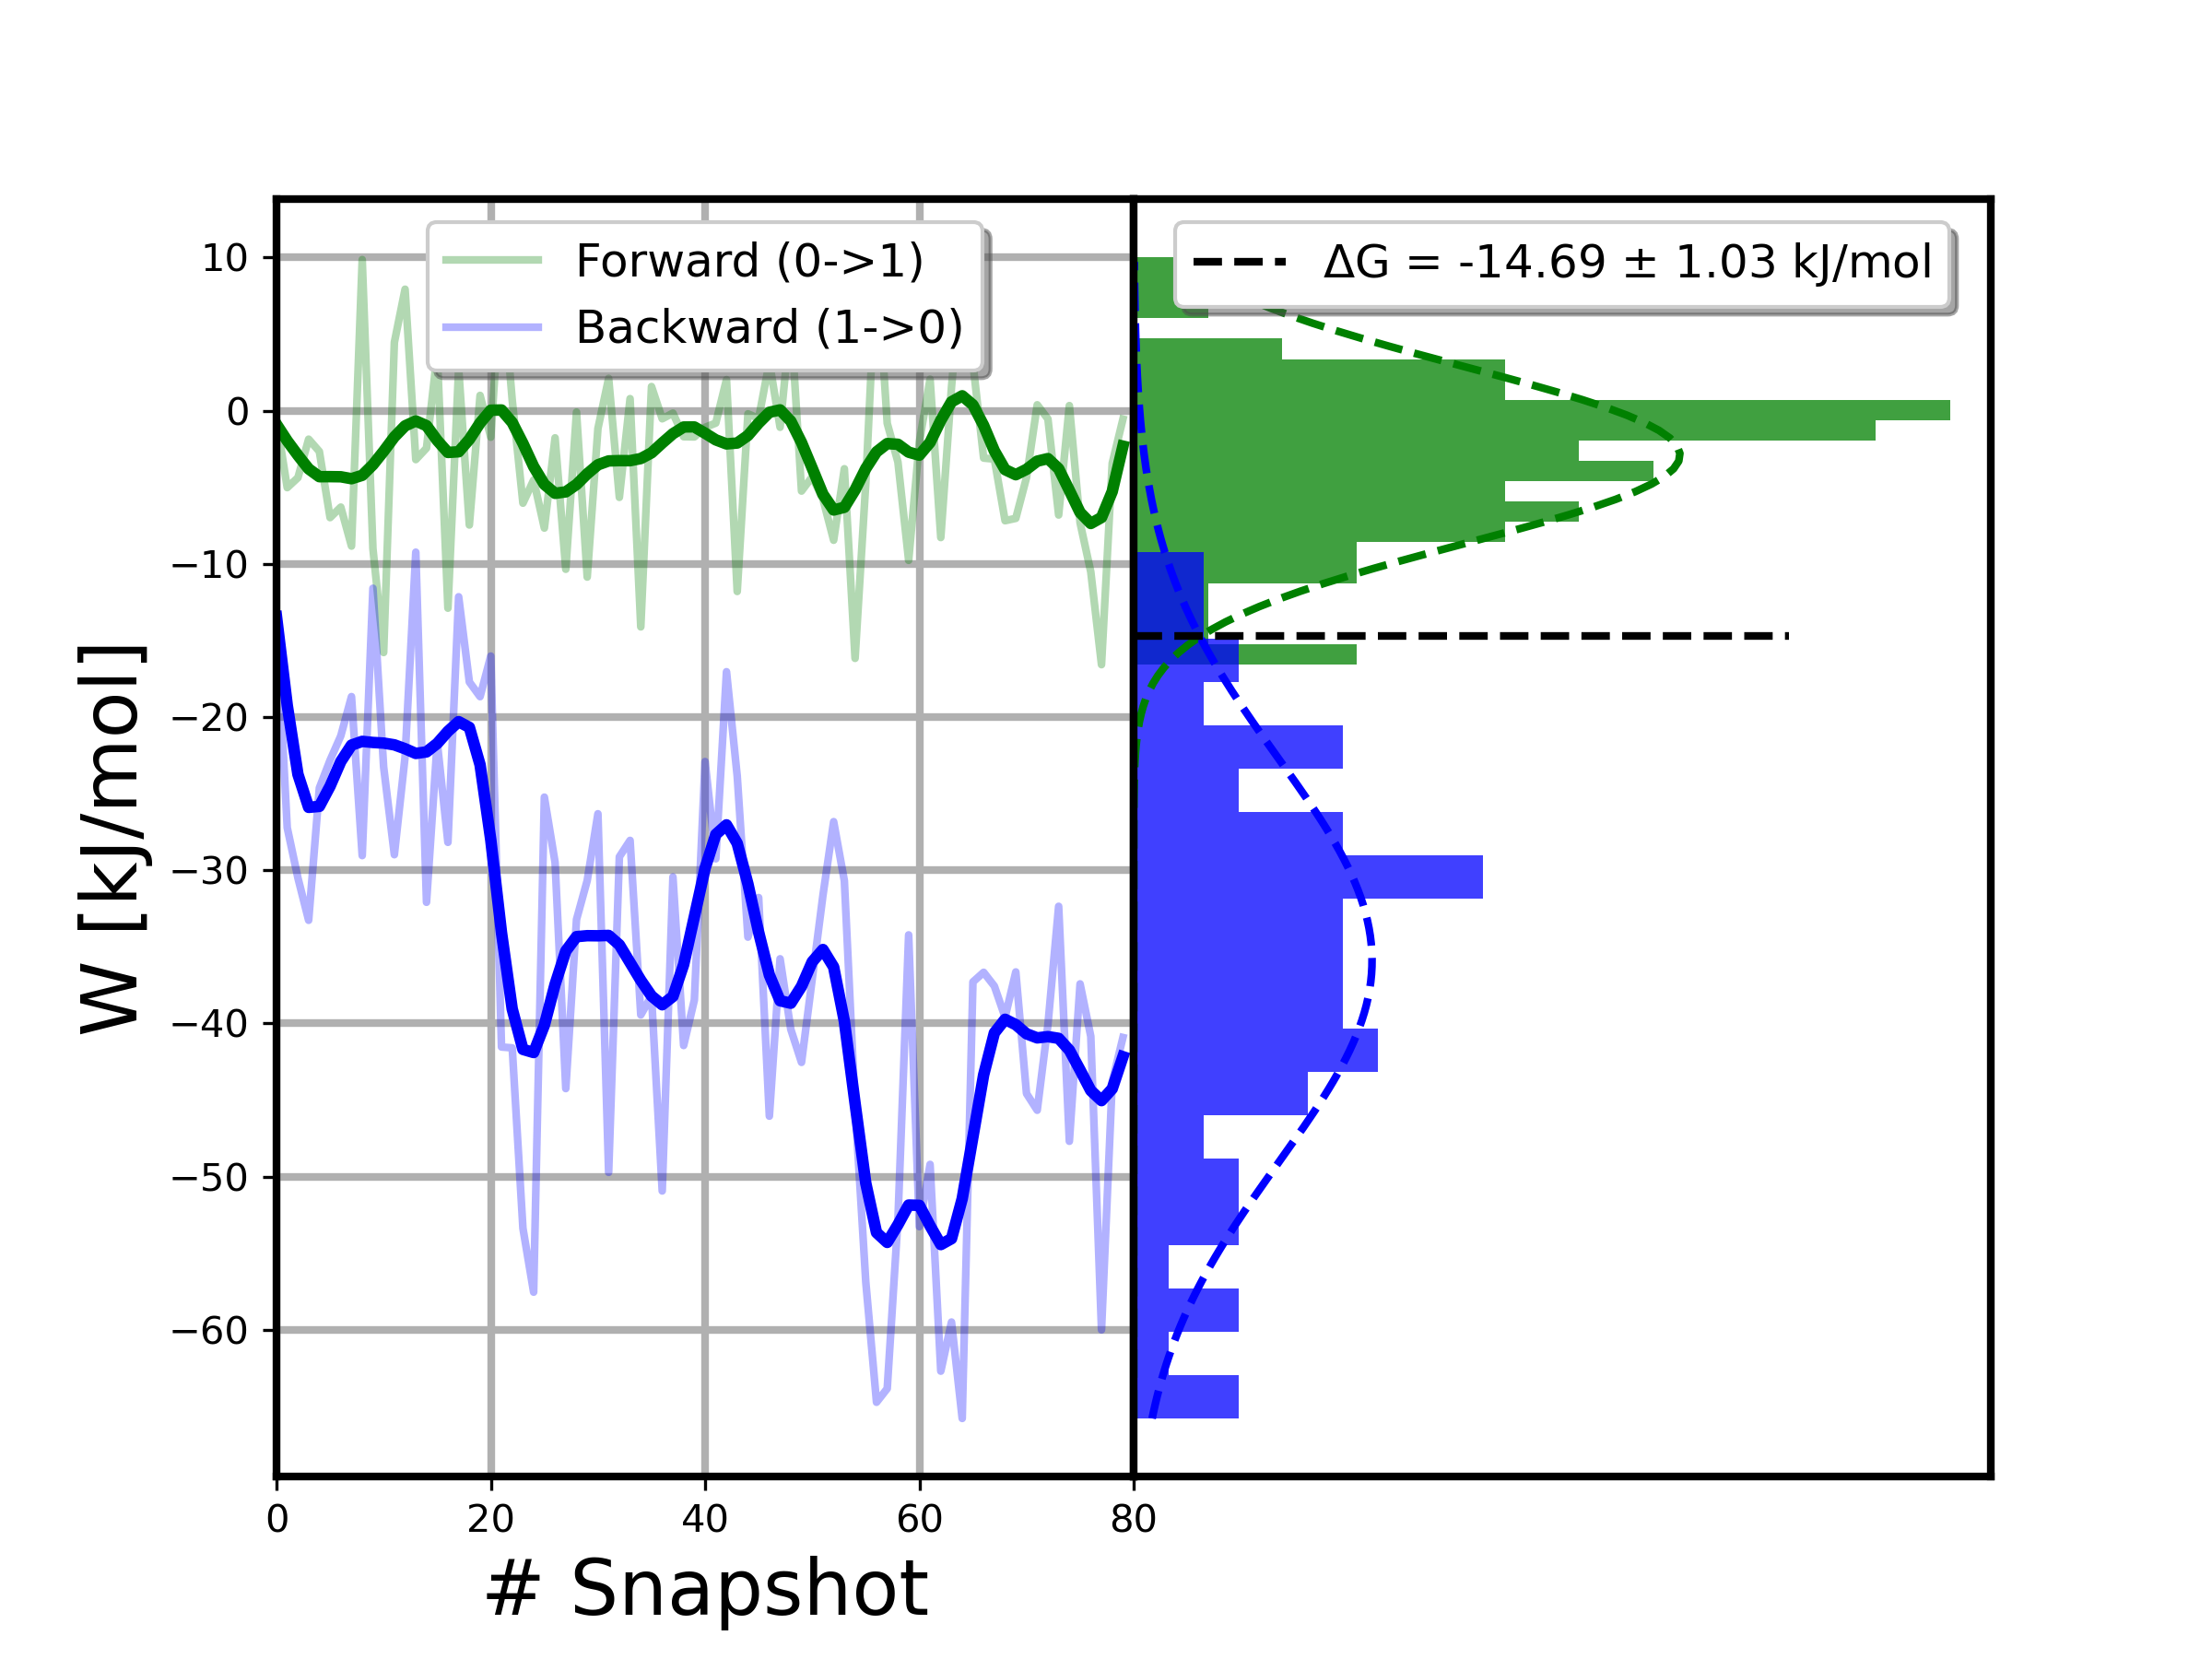 Forward (0->1)
Backward (1->0)
ΔG = -14.69 ± 1.03 kJ/mol
10
0
−10
−20
−30
−40
−50
−60
W [kJ/mol]
0 20 40 60 80
# Snapshot